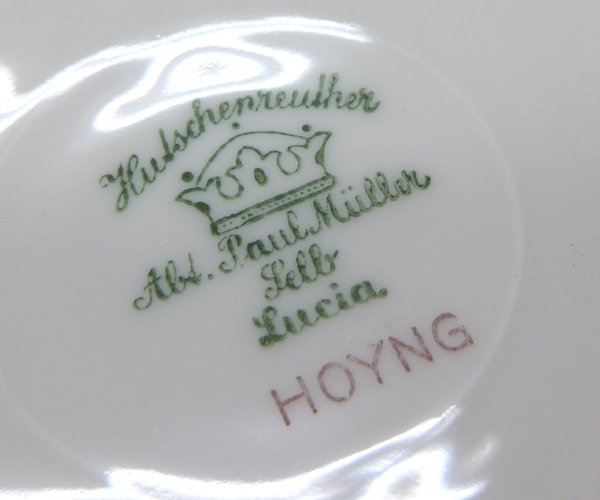 Hutschenreuther
Abt. Paul Müller
Selb
Lucia
HOYNG